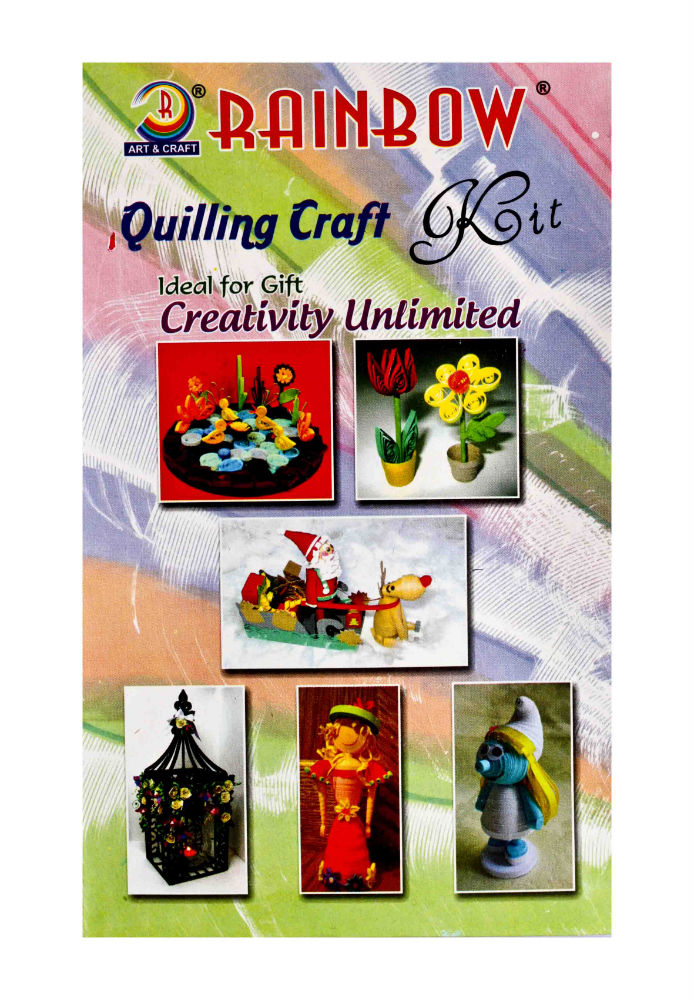 R
ART & CRAFT
®
RAINBOW ®
Quilling Craft Kit
Ideal for Gift
Creativity Unlimited